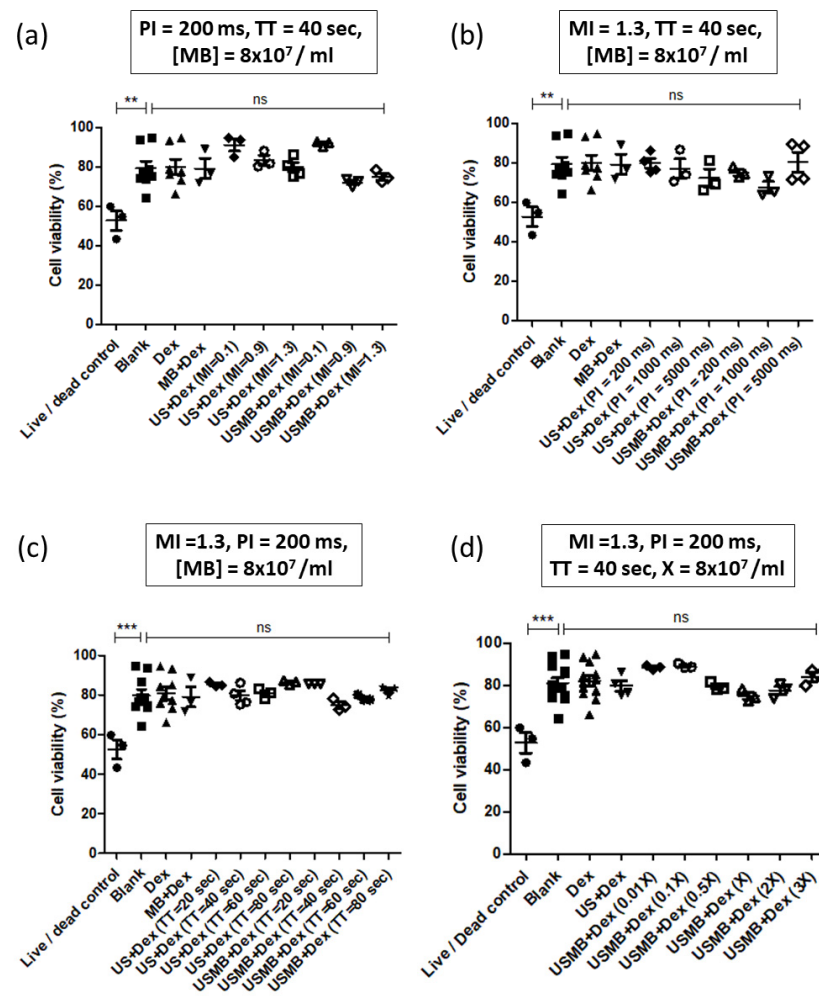 (a)
PI = 200 ms, TT = 40 sec,
[MB] = 8x10⁷/ ml
**
ns
100
80
60
40
20
0
Cell viability (%)
Live / dead control
Blank
Dex
MB+Dex
US+Dex (MI=0.1)
US+Dex (MI=0.9)
US+Dex (MI=1.3)
USMB+Dex (MI=0.1)
USMB+Dex (MI=0.9)
USMB+Dex (MI=1.3)
(b)
MI = 1.3, TT = 40 sec,
[MB] = 8x10⁷/ ml
**
ns
100
80
60
40
20
0
Cell viability (%)
Live / dead control
Blank
Dex
MB+Dex
US+Dex (PI = 200 ms)
US+Dex (PI = 1000 ms)
US+Dex (PI = 5000 ms)
USMB+Dex (PI = 200 ms)
USMB+Dex (PI = 1000 ms)
USMB+Dex (PI = 5000 ms)
(c)
MI =1.3, PI = 200 ms,
[MB] = 8x10⁷/ml
***
ns
100
80
60
40
20
0
Cell viability (%)
Live / dead control
Blank
Dex
MB+Dex
US+Dex (TT=20 sec)
US+Dex (TT=40 sec)
US+Dex (TT=60 sec)
US+Dex (TT=80 sec)
USMB+Dex (TT=20 sec)
USMB+Dex (TT=40 sec)
USMB+Dex (TT=60 sec)
USMB+Dex (TT=80 sec)
(d)
MI =1.3, PI = 200 ms,
TT = 40 sec, X = 8x10⁷/ml
***
ns
100
80
60
40
20
0
Cell viability (%)
Live / Dead control
Blank
Dex
US+Dex
USMB+Dex (0.01X)
USMB+Dex (0.1X)
USMB+Dex (0.5X)
USMB+Dex (X)
USMB+Dex (2X)
USMB+Dex (3X)